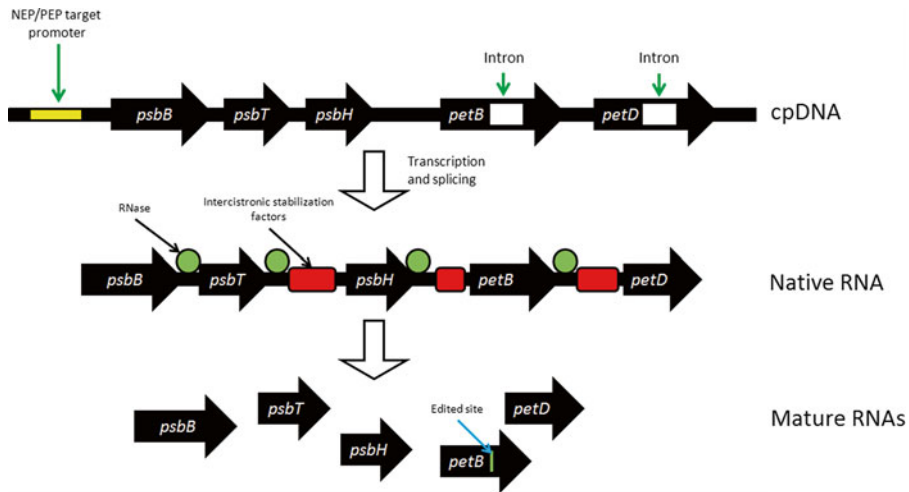 NEP/PEP target
promoter
Intron
Intron
psbB
psbT
psbH
petB
petD
cpDNA
Transcription
and splicing
RNase
Intercistronic stabilization
factors
psbB
psbT
psbH
petB
petD
Native RNA
psbB
psbT
psbH
Edited site
petB
petD
Mature RNAs